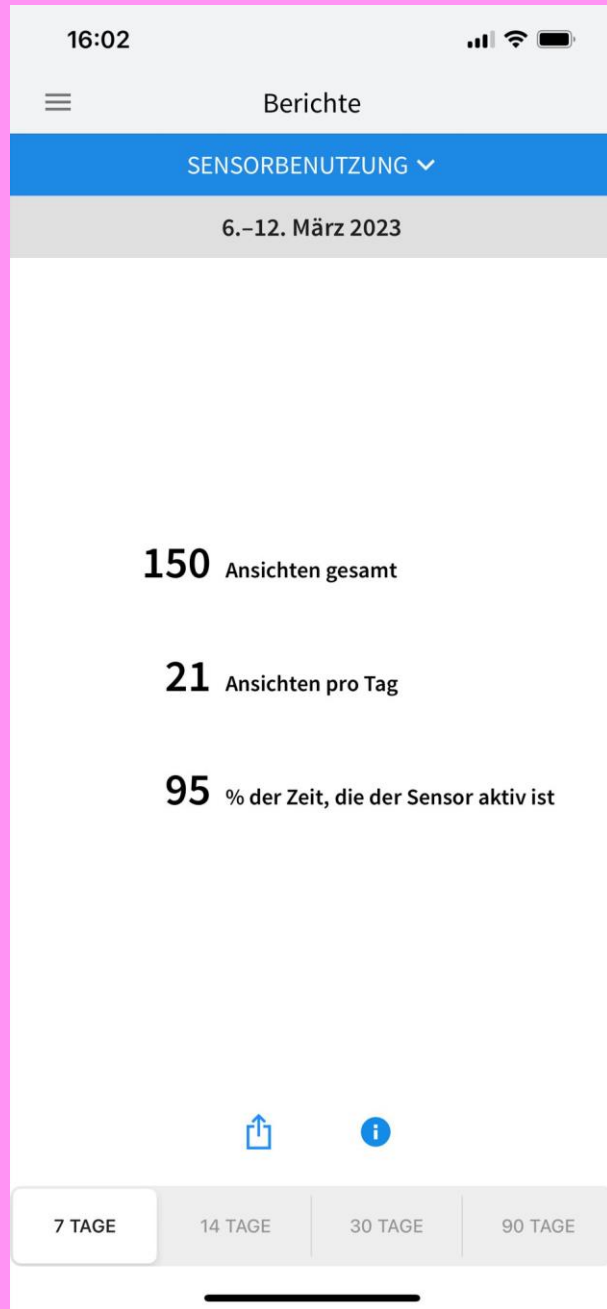 16:02
Berichte
SENSORBENUTZUNG
6.–12. März 2023
150 Ansichten gesamt
21 Ansichten pro Tag
95 % der Zeit, die der Sensor aktiv ist
7 TAGE 14 TAGE 30 TAGE 90 TAGE